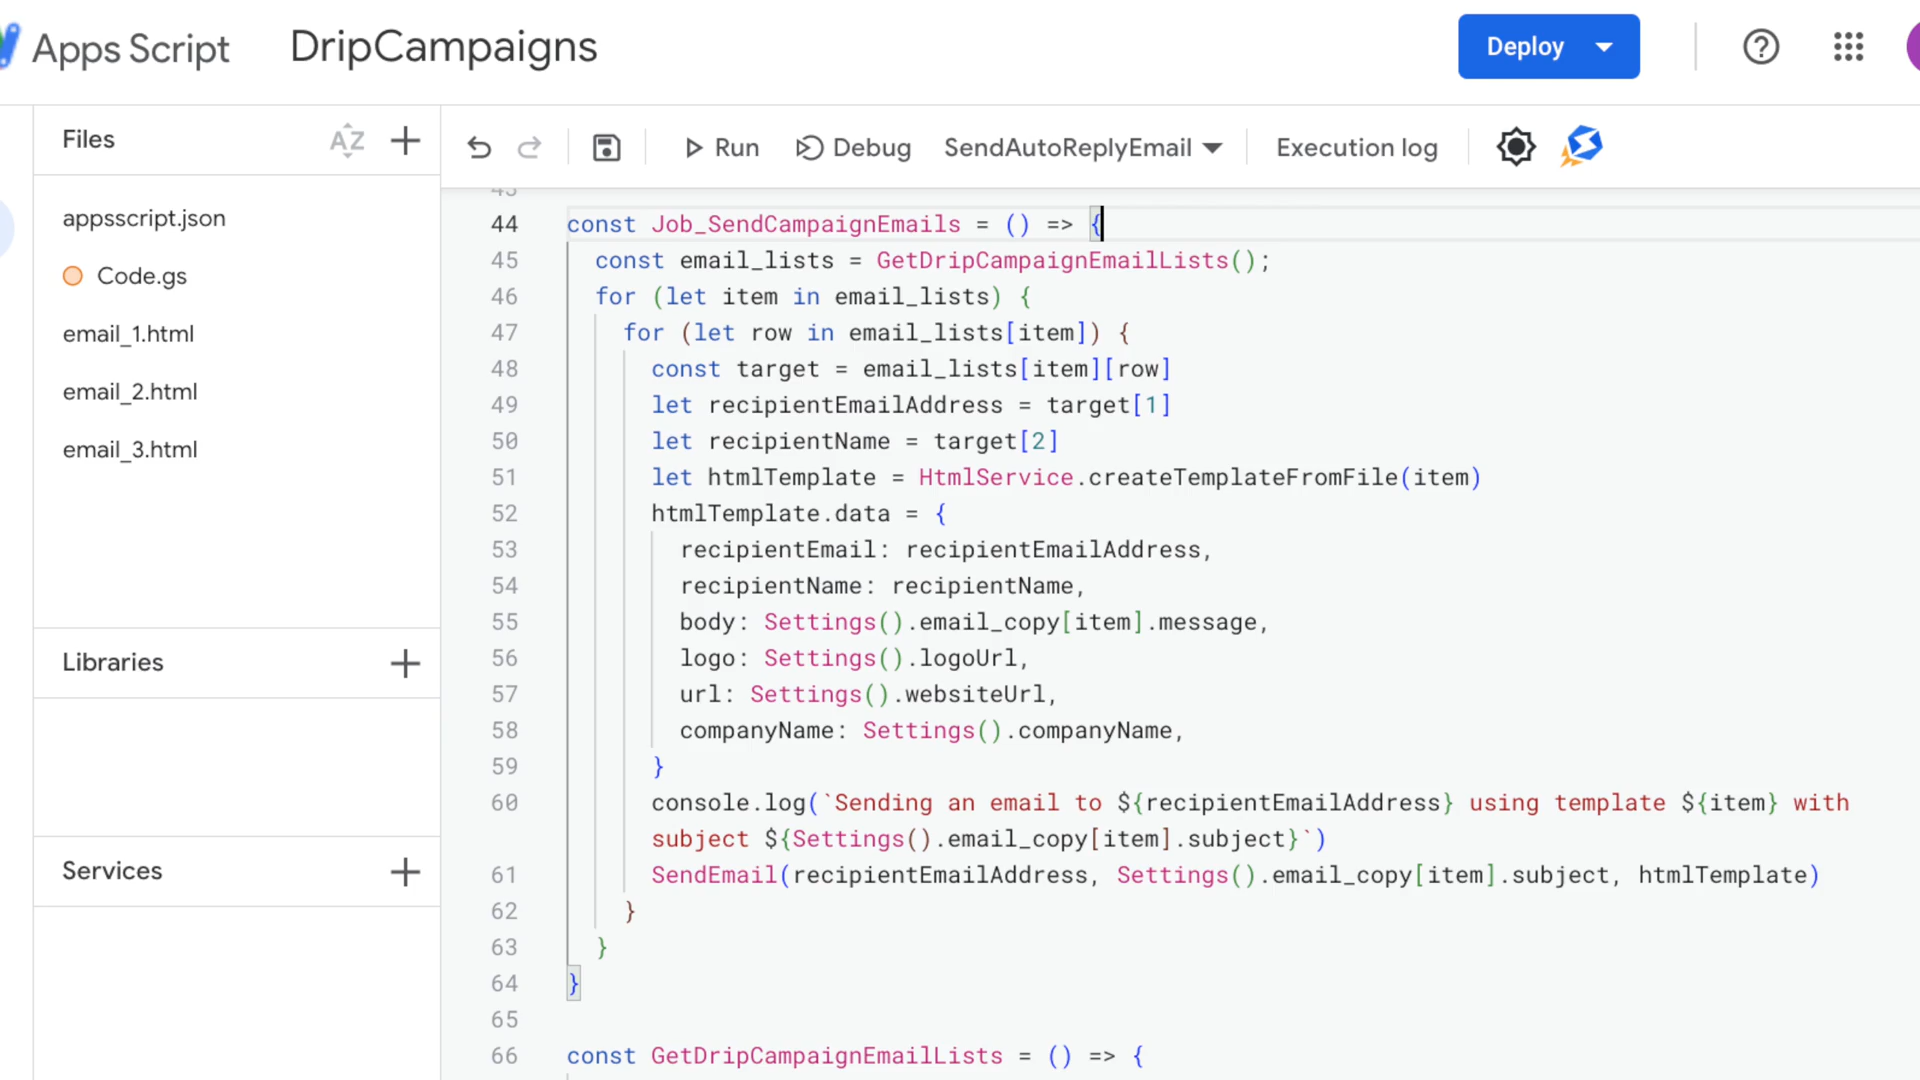 Apps Script DripCampaigns Deploy
Files AZ
Run Debug SendAutoReplyEmail Execution log
appsscript.json
Code.gs
email_1.html
email_2.html
email_3.html
Libraries
Services
43
44 const Job_SendCampaignEmails = () => {
45 const email_lists = GetDripCampaignEmailLists();
46 for (let item in email_lists) {
47 for (let row in email_lists[item]) {
48 const target = email_lists[item][row]
49 let recipientEmailAddress = target[1]
50 let recipientName = target[2]
51 let htmlTemplate = HtmlService.createTemplateFromFile(item)
52 htmlTemplate.data = {
53 recipientEmail: recipientEmailAddress,
54 recipientName: recipientName,
55 body: Settings().email_copy[item].message,
56 logo: Settings().logoUrl,
57 url: Settings().websiteUrl,
58 companyName: Settings().companyName,
59 }
60 console.log(`Sending an email to ${recipientEmailAddress} using template ${item} with
subject ${Settings().email_copy[item].subject}`)
61 SendEmail(recipientEmailAddress, Settings().email_copy[item].subject, htmlTemplate)
62 }
63 }
64 }
65
66 const GetDripCampaignEmailLists = () => {